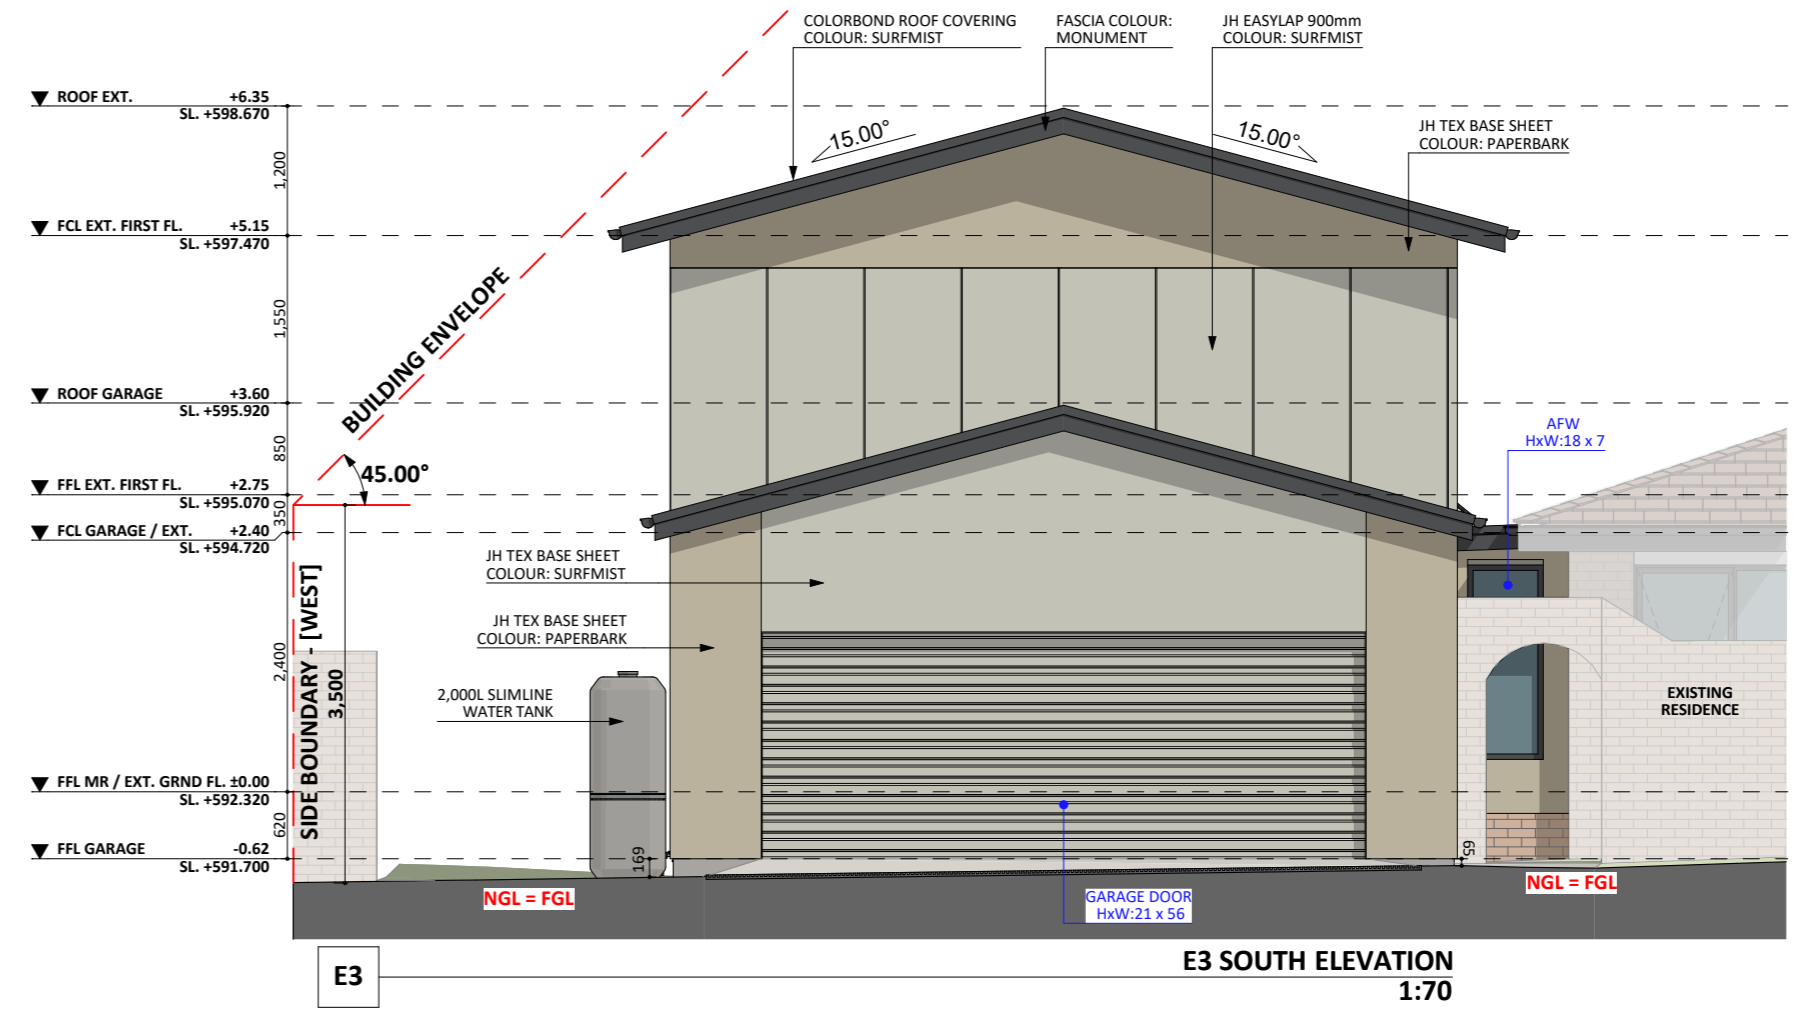 COLORBOND ROOF COVERING
COLOUR: SURFMIST
FASCIA COLOUR:
MONUMENT
JH EASYLAP 900mm
COLOUR: SURFMIST
ROOF EXT. +6.35
SL. +598.670
15.00°
15.00°
JH TEX BASE SHEET
COLOUR: PAPERBARK
1,200
FCL EXT. FIRST FL. +5.15
SL. +597.470
1,550
BUILDING ENVELOPE
ROOF GARAGE +3.60
SL. +595.920
AFW
HxW:18 x 7
850
45.00°
FFL EXT. FIRST FL. +2.75
SL. +595.070
350
FCL GARAGE / EXT. +2.40
SL. +594.720
JH TEX BASE SHEET
COLOUR: SURFMIST
SIDE BOUNDARY - [WEST]
JH TEX BASE SHEET
COLOUR: PAPERBARK
2,400
3,500
2,000L SLIMLINE
WATER TANK
EXISTING
RESIDENCE
FFL MR / EXT. GRND FL. ±0.00
SL. +592.320
620
FFL GARAGE -0.62
SL. +591.700
169
65
NGL = FGL
NGL = FGL
GARAGE DOOR
HxW:21 x 56
E3
E3 SOUTH ELEVATION
1:70